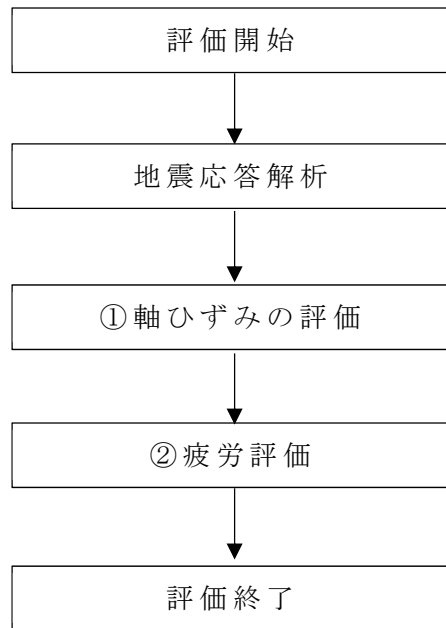 評価開始
地震応答解析
①軸ひずみの評価
②疲労評価
評価終了